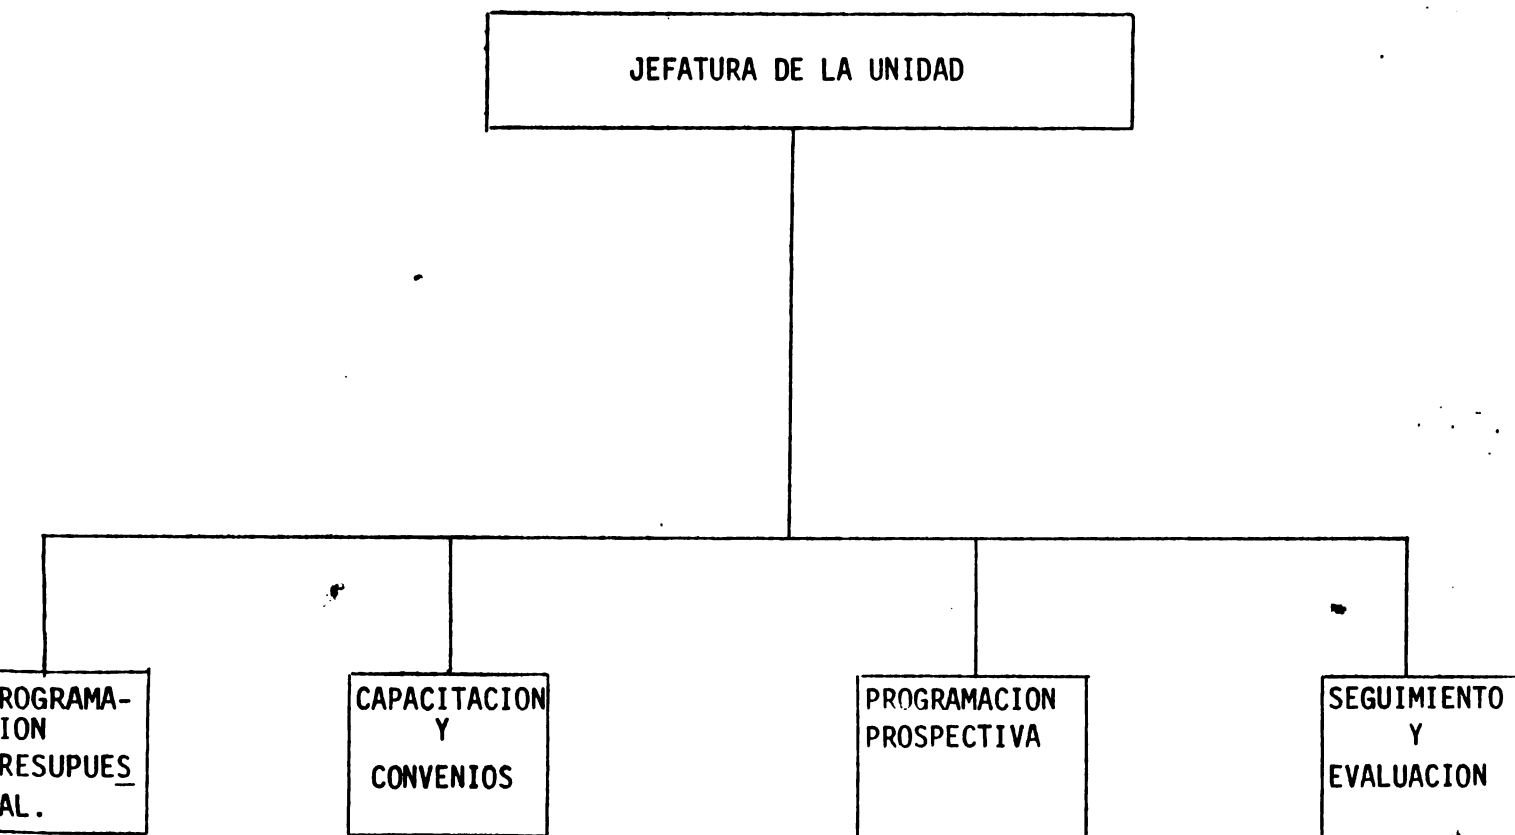 JEFATURA DE LA UNIDAD
ROGRAMA-
ION
RESUPUES
AL.
CAPACITACION
Y
CONVENIOS
PROGRAMACION
PROSPECTIVA
SEGUIMIENTO
Y
EVALUACION